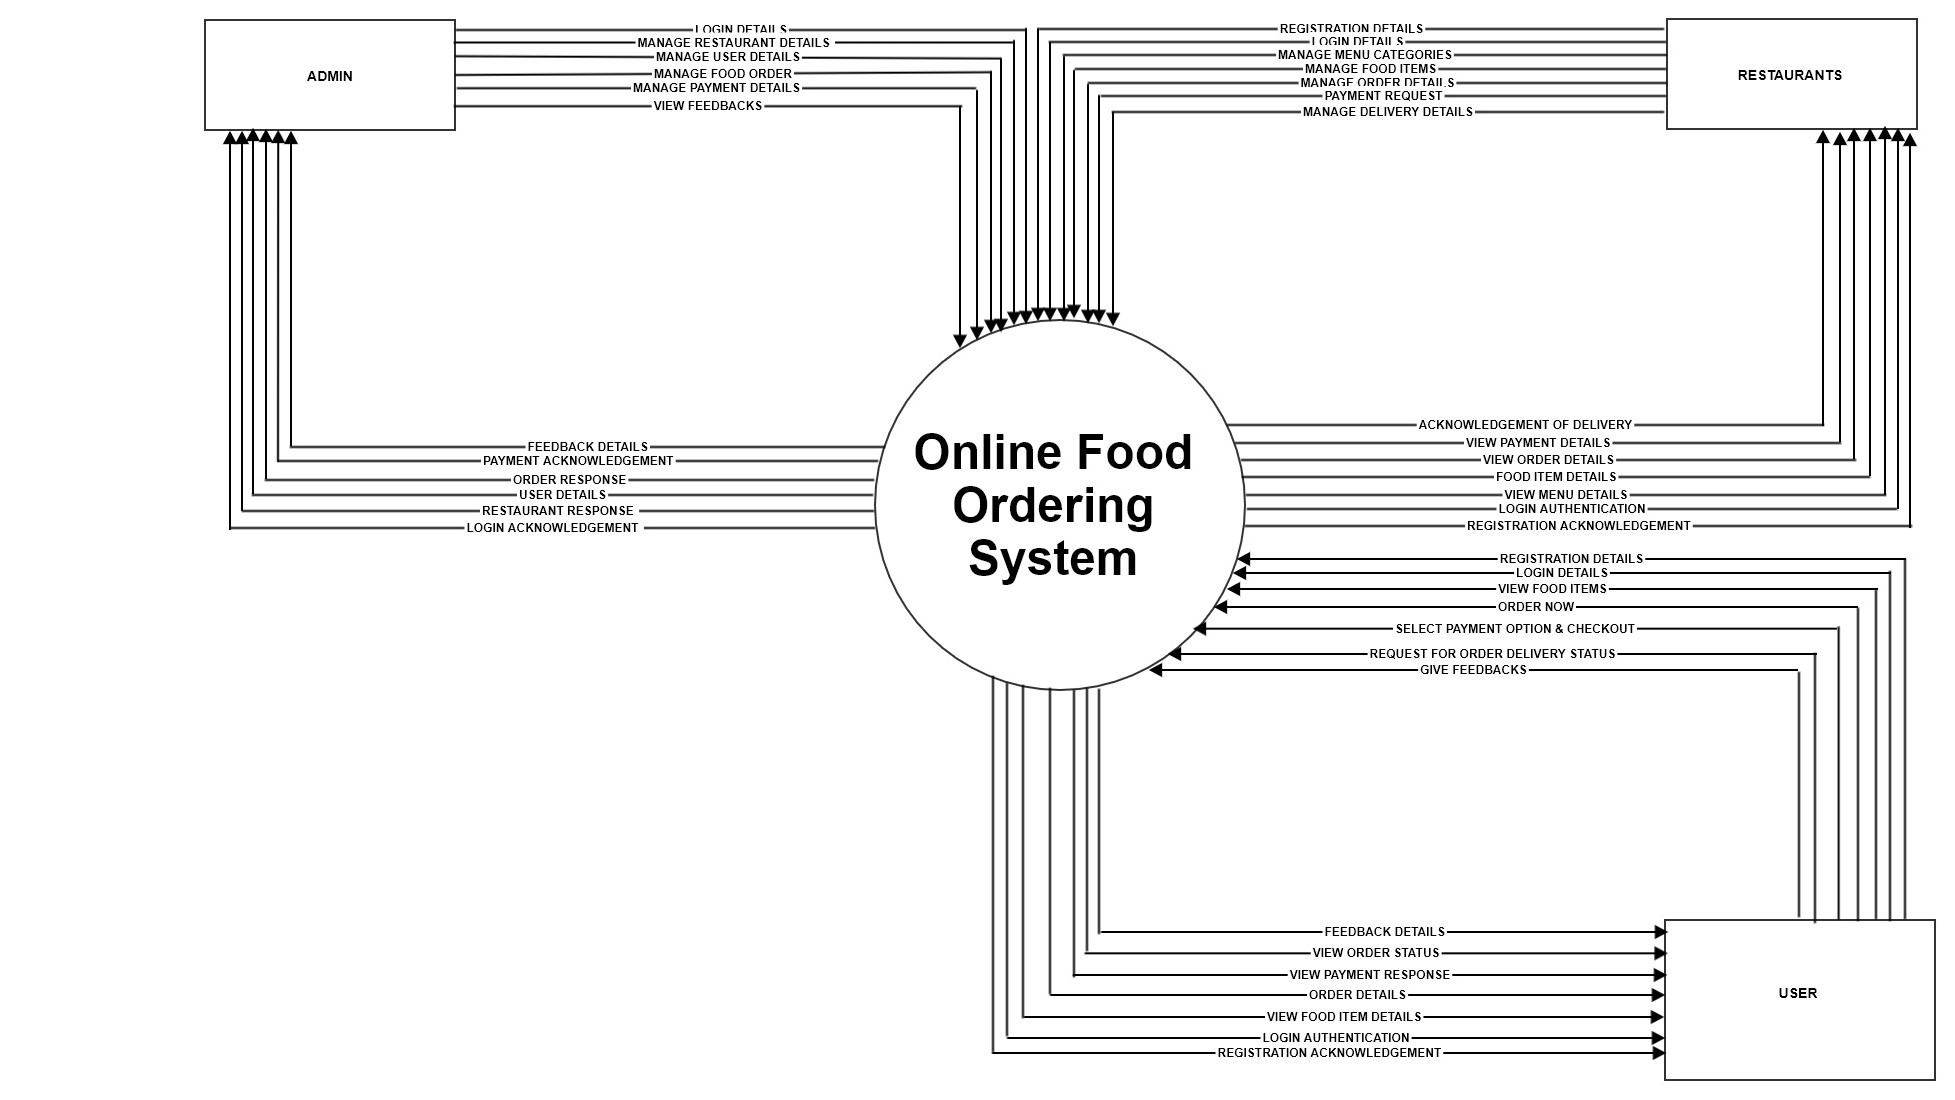 ADMIN
LOGIN DETAILS
MANAGE RESTAURANT DETAILS
MANAGE USER DETAILS
MANAGE FOOD ORDER
MANAGE PAYMENT DETAILS
VIEW FEEDBACKS
REGISTRATION DETAILS
LOGIN DETAILS
MANAGE MENU CATEGORIES
MANAGE FOOD ITEMS
MANAGE ORDER DETAILS
PAYMENT REQUEST
MANAGE DELIVERY DETAILS
RESTAURANTS
FEEDBACK DETAILS
PAYMENT ACKNOWLEDGEMENT
ORDER RESPONSE
USER DETAILS
RESTAURANT RESPONSE
LOGIN ACKNOWLEDGEMENT
Online Food
Ordering
System
ACKNOWLEDGEMENT OF DELIVERY
VIEW PAYMENT DETAILS
VIEW ORDER DETAILS
FOOD ITEM DETAILS
VIEW MENU DETAILS
LOGIN AUTHENTICATION
REGISTRATION ACKNOWLEDGEMENT
REGISTRATION DETAILS
LOGIN DETAILS
VIEW FOOD ITEMS
ORDER NOW
SELECT PAYMENT OPTION & CHECKOUT
REQUEST FOR ORDER DELIVERY STATUS
GIVE FEEDBACKS
FEEDBACK DETAILS
VIEW ORDER STATUS
VIEW PAYMENT RESPONSE
ORDER DETAILS
VIEW FOOD ITEM DETAILS
LOGIN AUTHENTICATION
REGISTRATION ACKNOWLEDGEMENT
USER